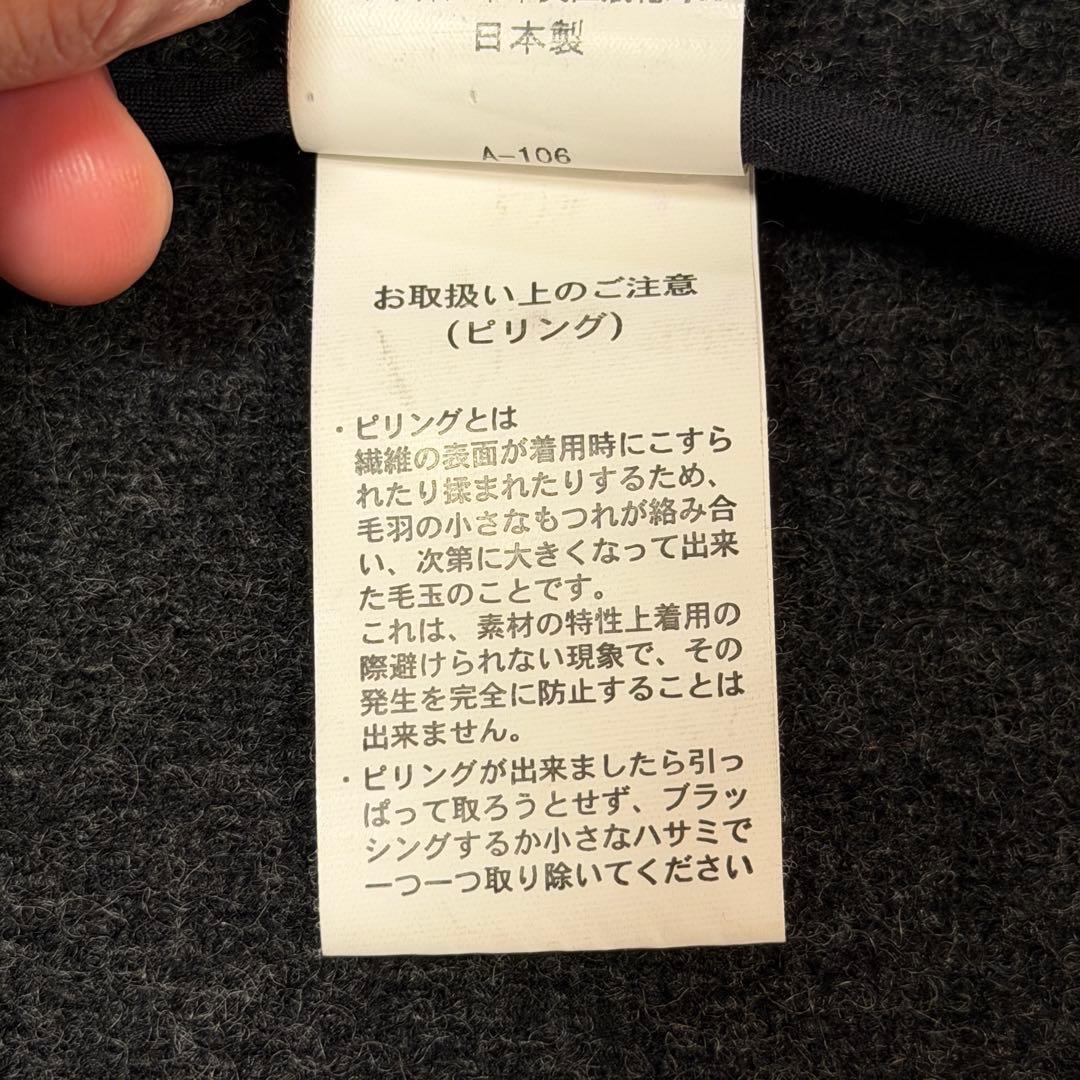 日本製
A-106
お取扱い上のご注意
(ピリング)
・ピリングとは
繊維の表面が着用時にこすら
れたり揉まれたりするため、
毛羽の小さなもつれが絡み合
い、次第に大きくなって出来
た毛玉のことです。
これは、素材の特性上着用の
際避けられない現象で、その
発生を完全に防止することは
出来ません。
・ピリングが出来ましたら引っ
ぱって取ろうとせず、ブラッ
シングするか小さなハサミで
一つ一つ取り除いてください